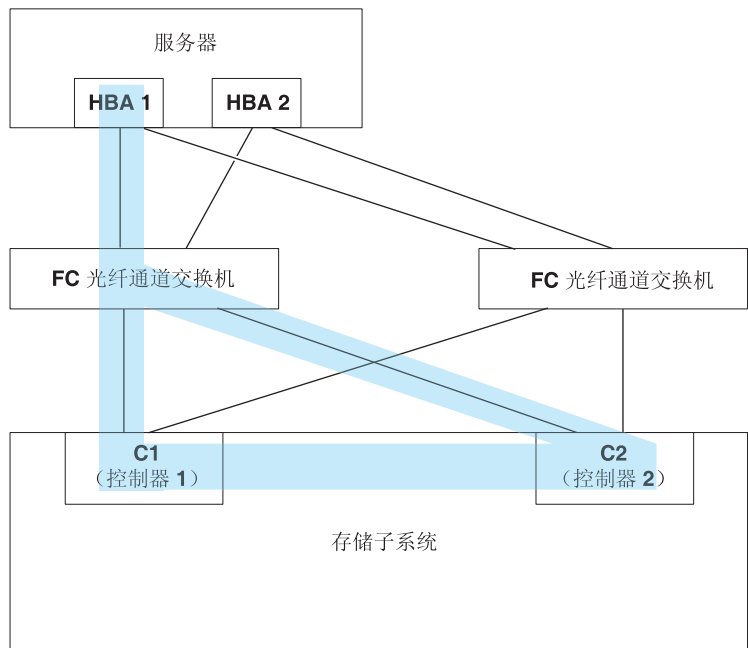 服务器
HBA 1
HBA 2
FC 光纤通道交换机
FC 光纤通道交换机
C1
（控制器 1）
C2
（控制器 2）
存储子系统